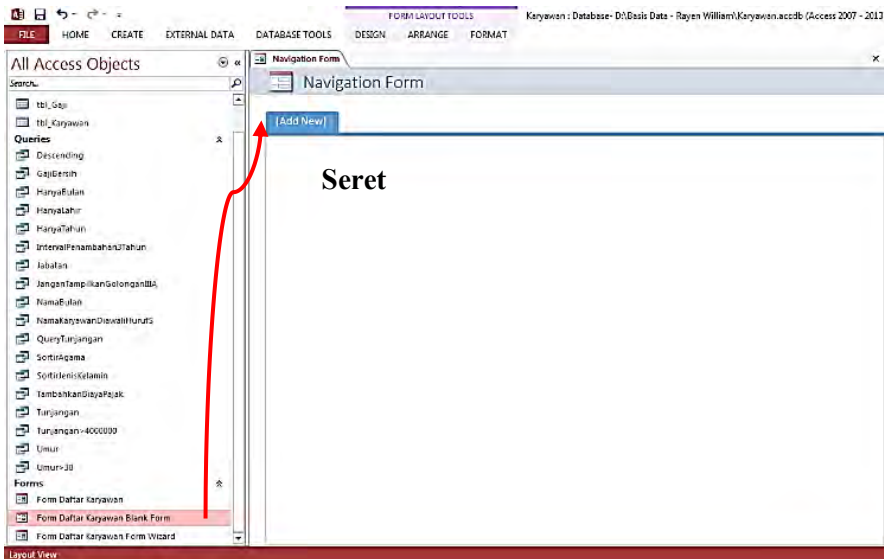 FORM LAYOUT TOOLS
Karyawan : Database- D:\Basis Data - Rayen William\Karyawan.accdb (Access 2007 - 2013
FILE HOME CREATE EXTERNAL DATA DATABASE TOOLS DESIGN ARRANGE FORMAT
All Access Objects
Search...
tbl_Gaji
tbl_Karyawan
Queries
Descending
GajiBersih
HanyaBulan
HanyaLahir
HanyaTahun
IntervalPenambahan3Tahun
Jabatan
JanganTampilkanGolonganIIIA
NamaBulan
NamaKaryawanDiawaliHurufS
QueryTunjangan
SortirAgama
SortirJenisKelamin
TambahkanBiayaPajak
Tunjangan
Tunjangan>4000000
Umur
Umur>30
Forms
Form Daftar Karyawan
Form Daftar Karyawan Blank Form
Form Daftar Karyawan Form Wizard
Layout View
Navigation Form
Navigation Form
[Add New]
Seret